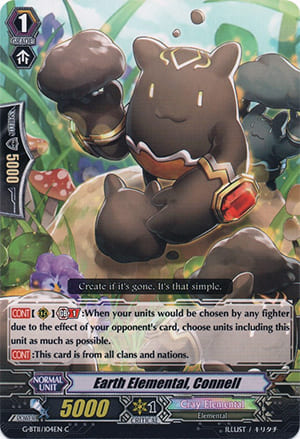 1
GRADE
SHIELD
5000
Create if it's gone. It's that simple.
CONT [ 1 GB 1]:When your units would be chosen by any fighter
due to the effect of your opponent's card, choose units including this
unit as much as possible.
CONT:This card is from all clans and nations.
NORMAL
UNIT
Earth Elemental, Connell
5000
1
CRITICAL
Cray Elemental
Elemental
G-BT11/104EN C
ILLUST / キリタチ